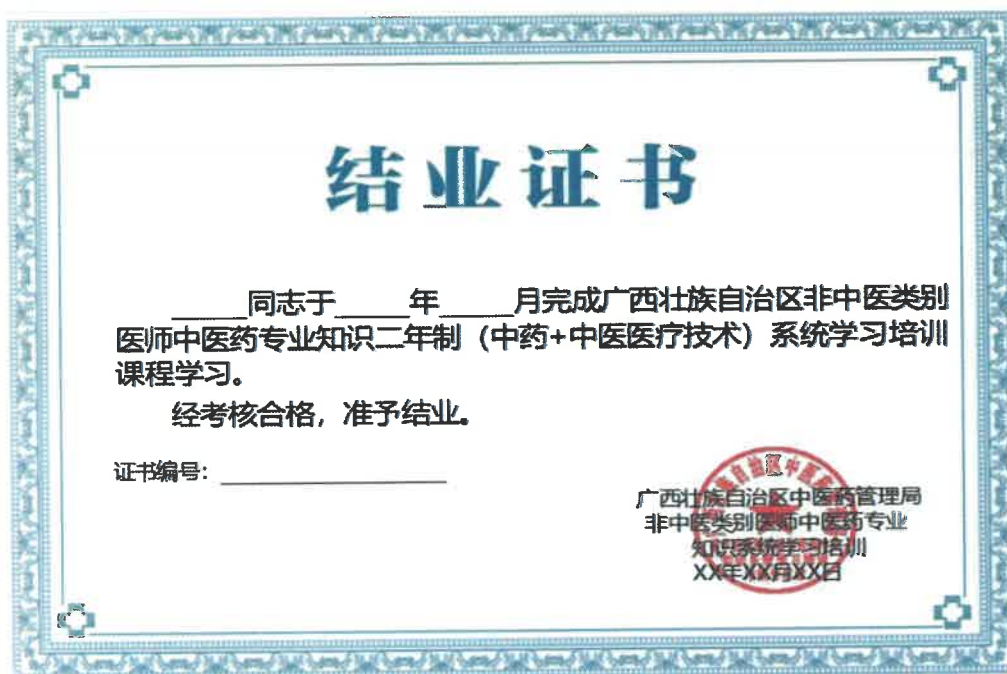 结业证书
_____同志于_____年_____月完成广西壮族自治区非中医类别
医师中医药专业知识二年制（中药+中医医疗技术）系统学习培训
课程学习。
经考核合格，准予结业。
证书编号：_______________
广西壮族自治区中医药管理局
非中医类别医师中医药专业
知识系统学习培训
XX年XX月XX日